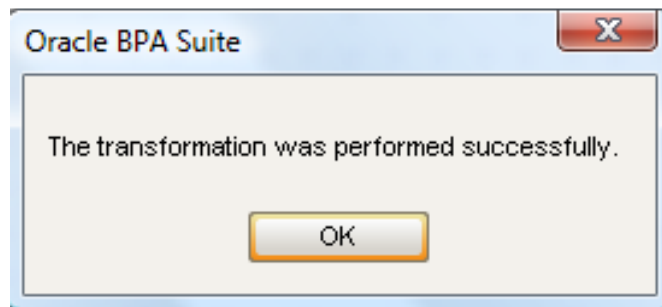 Oracle BPA Suite
The transformation was performed successfully.
OK